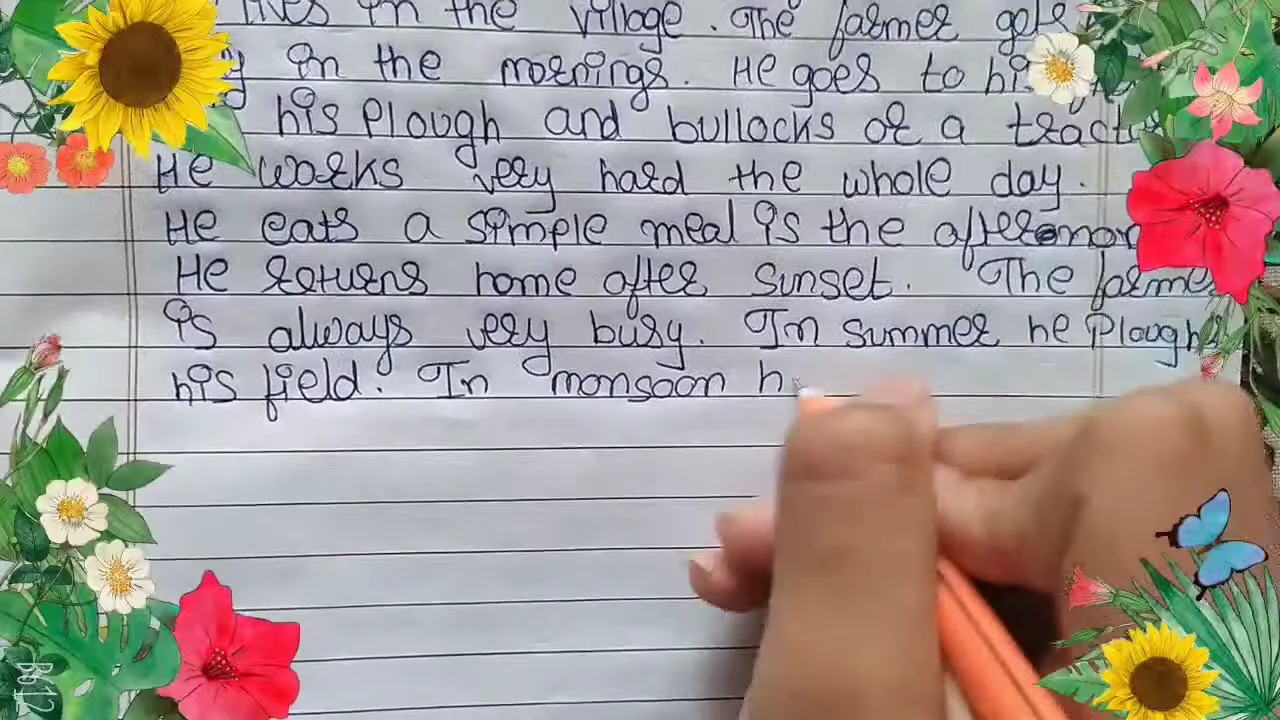 lives in the village. The farmer gets
in the mornings. He goes to his
his Plough and bullocks or a tractor
He works very hard the whole day.
He eats a simple meal is the afternoon
He returns home after sunset. The farmer
is always very busy. In summer he Ploughs
his field. In monsoon h
B612